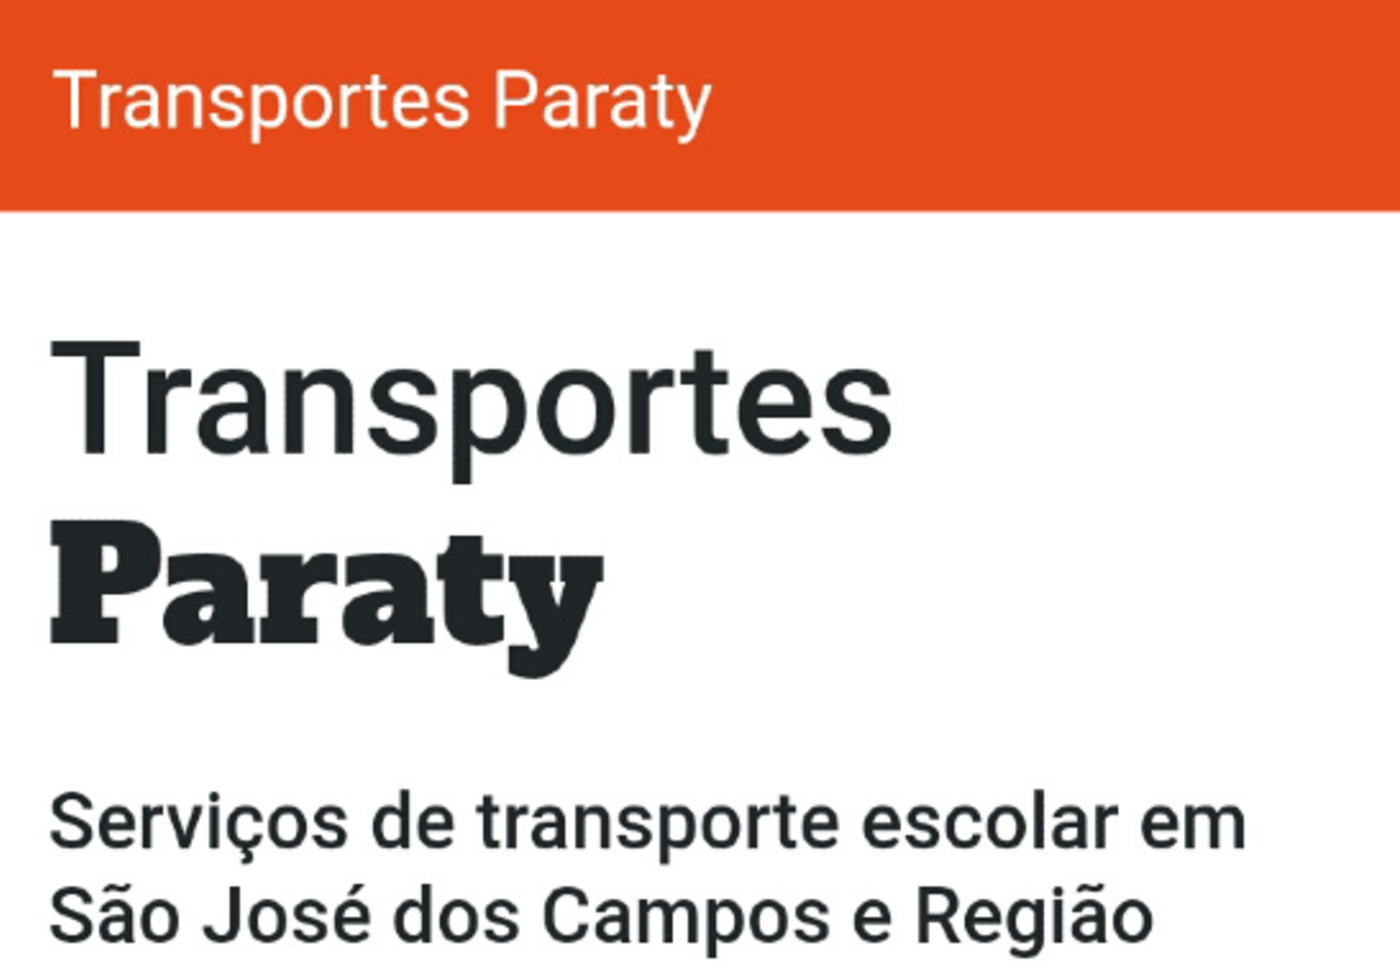 Transportes Paraty
Transportes
Paraty
Serviços de transporte escolar em
São José dos Campos e Região